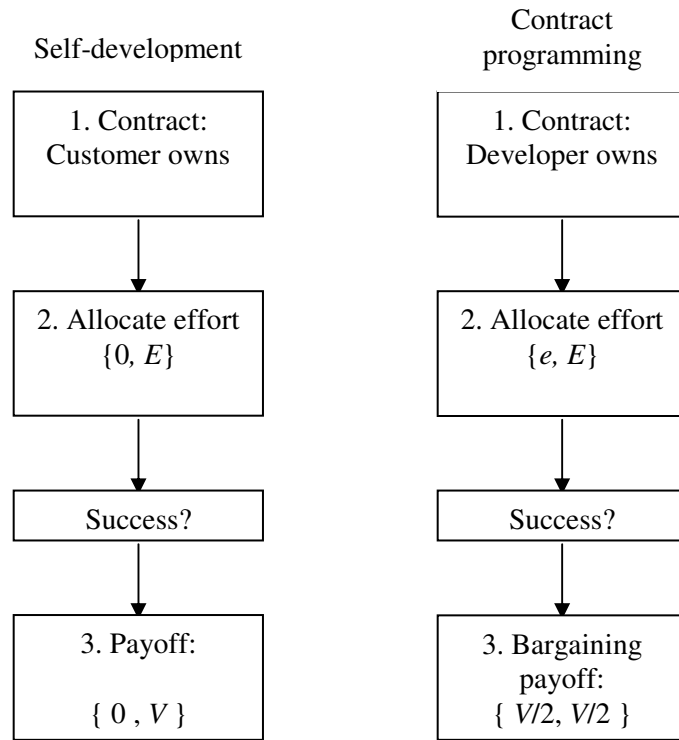 Self-development
1. Contract:
Customer owns
2. Allocate effort
{0, E}
Success?
3. Payoff:
{ 0 , V }
Contract
programming
1. Contract:
Developer owns
2. Allocate effort
{e, E}
Success?
3. Bargaining
payoff:
{ V/2, V/2 }